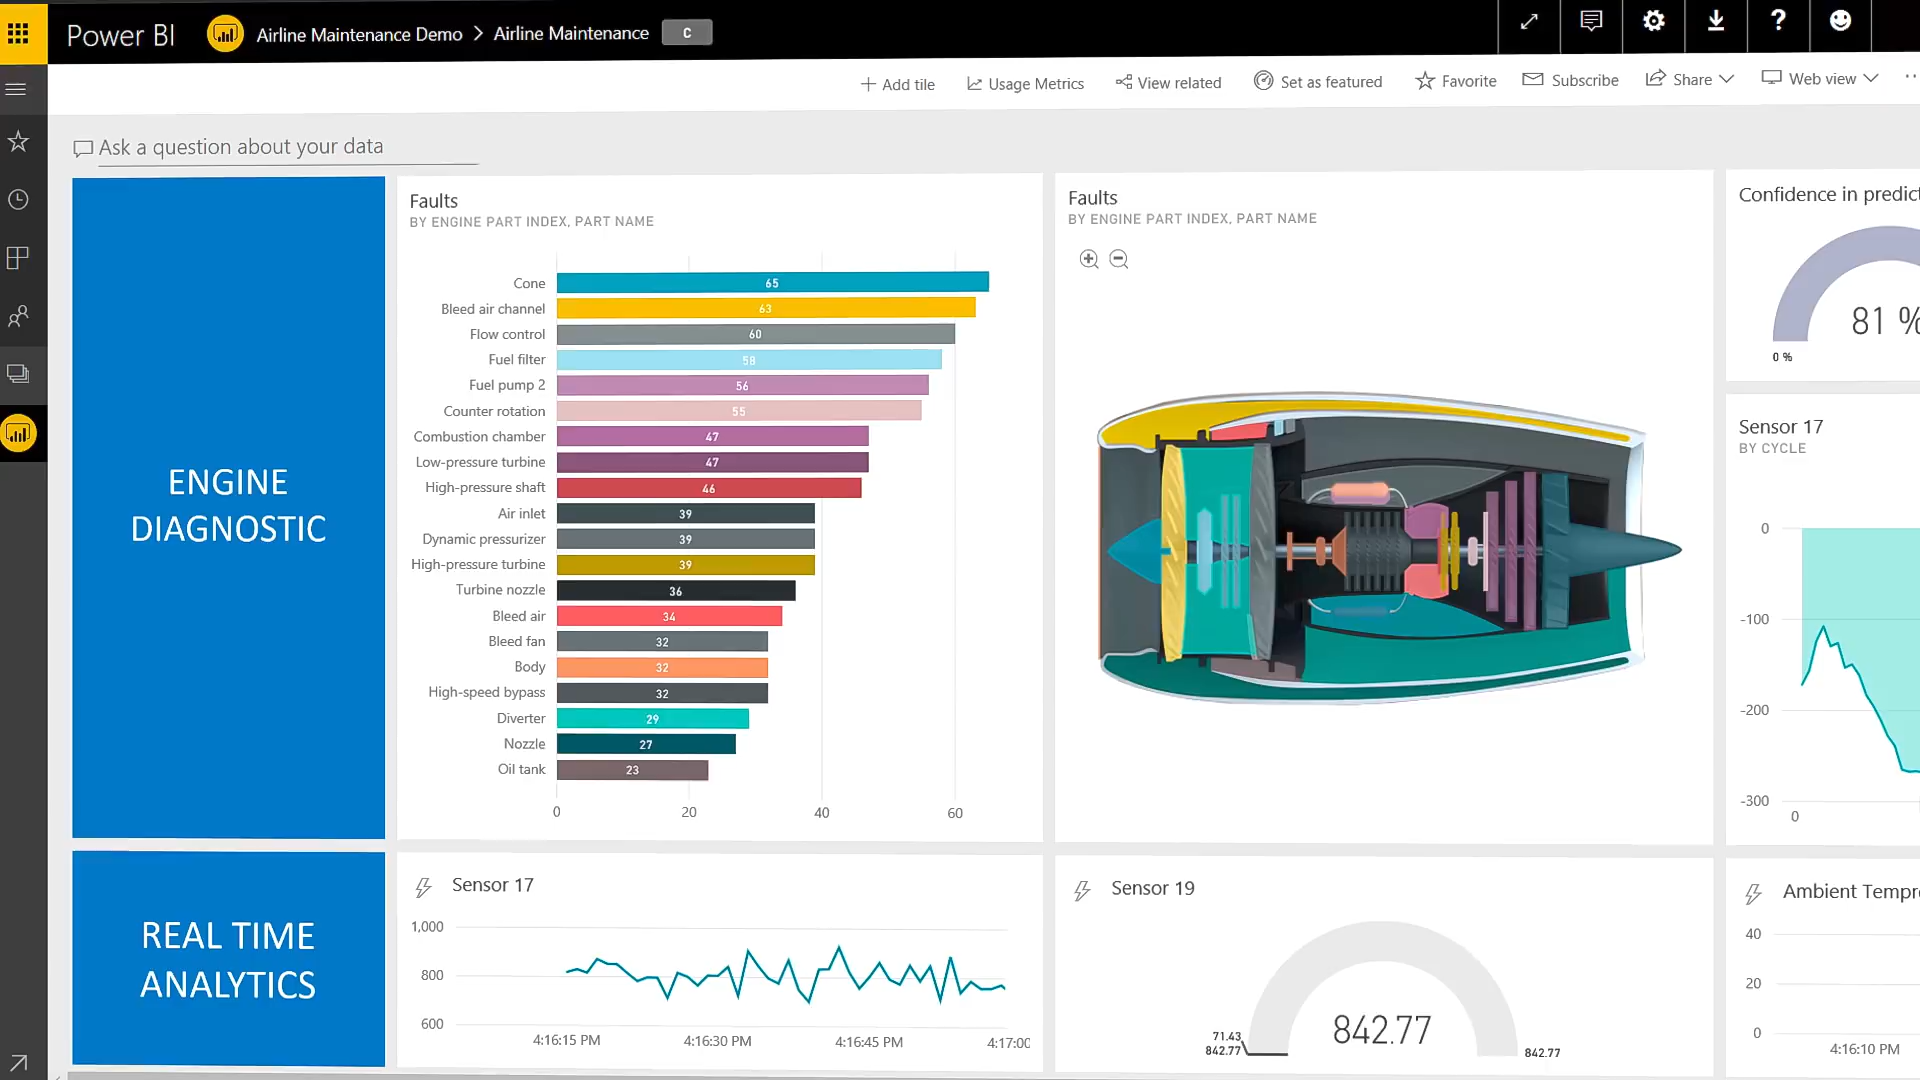 Power BI
Airline Maintenance Demo > Airline Maintenance
C
?
Add tile
Usage Metrics
View related
Set as featured
Favorite
Subscribe
Share
Web view
Ask a question about your data
ENGINE
DIAGNOSTIC
Faults
BY ENGINE PART INDEX, PART NAME
Cone 65
Bleed air channel 63
Flow control 60
Fuel filter 58
Fuel pump 2 56
Counter rotation 55
Combustion chamber 47
Low-pressure turbine 47
High-pressure shaft 46
Air inlet 39
Dynamic pressurizer 39
High-pressure turbine 39
Turbine nozzle 36
Bleed air 34
Bleed fan 32
Body 32
High-speed bypass 32
Diverter 29
Nozzle 27
Oil tank 23
0 20 40 60
Faults
BY ENGINE PART INDEX, PART NAME
Confidence in predict
81 %
0 %
Sensor 17
BY CYCLE
0
-100
-200
-300
0
REAL TIME
ANALYTICS
Sensor 17
1,000
800
600
4:16:15 PM 4:16:30 PM 4:16:45 PM 4:17:00
Sensor 19
842.77
71.43
842.77
842.77
Ambient Tempr
40
20
0
4:16:10 PM